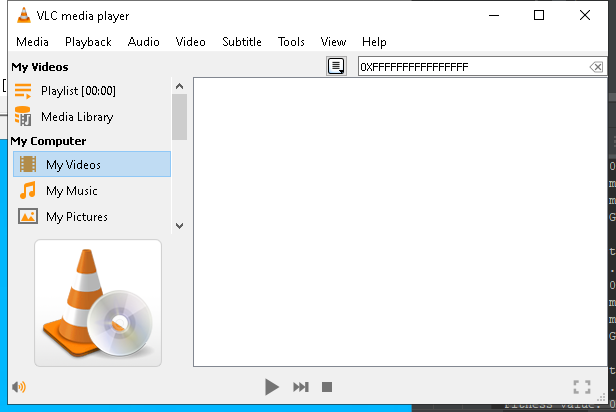 VLC media player
Media Playback Audio Video Subtitle Tools View Help
My Videos
0XFFFFFFFFFFFFFFFF
Playlist [00:00]
Media Library
My Computer
My Videos
My Music
My Pictures